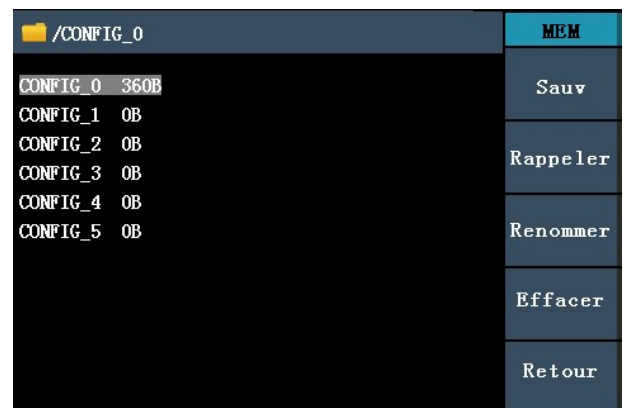 /CONFIG_0
CONFIG_0 360B
CONFIG_1 0B
CONFIG_2 0B
CONFIG_3 0B
CONFIG_4 0B
CONFIG_5 0B
MEM
Sauv
Rappeler
Renommer
Effacer
Retour